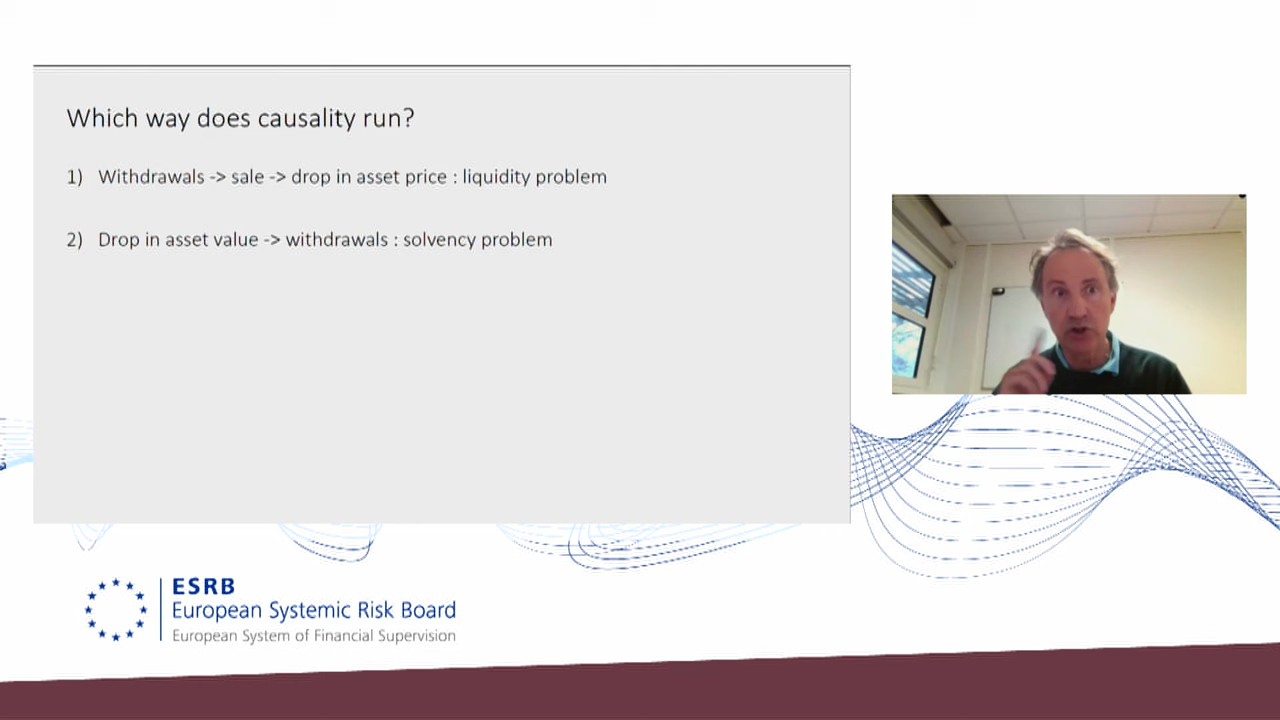 Which way does causality run?
1) Withdrawals -> sale -> drop in asset price : liquidity problem
2) Drop in asset value -> withdrawals : solvency problem
ESRB
European Systemic Risk Board
European System of Financial Supervision